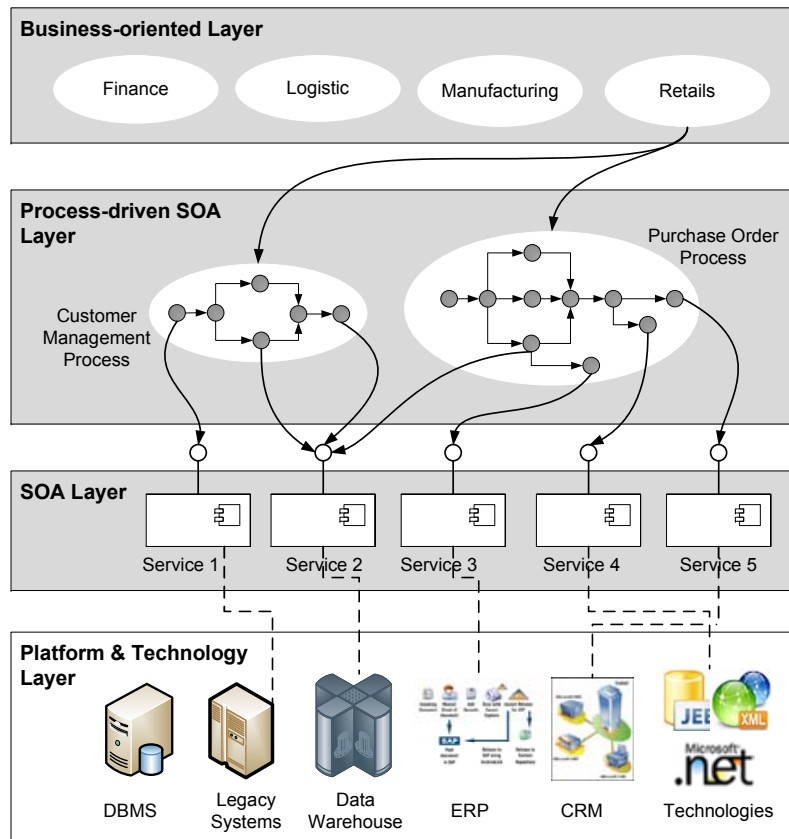 Business-oriented Layer
Finance
Logistic
Manufacturing
Retails
Process-driven SOA
Layer
Purchase Order
Process
Customer
Management
Process
SOA Layer
Service 1
Service 2
Service 3
Service 4
Service 5
Platform & Technology
Layer
SAP
JEE
XML
Microsoft
.net
DBMS
Legacy
Systems
Data
Warehouse
ERP
CRM
Technologies